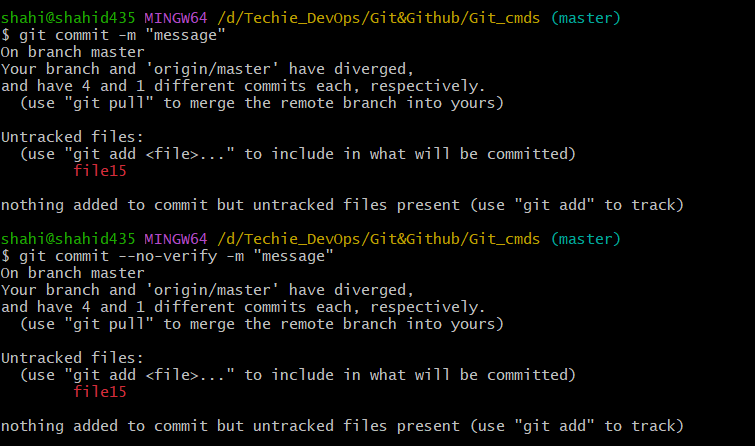 shahi@shahid435 MINGW64 /d/Techie_DevOps/Git&Github/Git_cmds (master)
$ git commit -m "message"
On branch master
Your branch and 'origin/master' have diverged,
and have 4 and 1 different commits each, respectively.
  (use "git pull" to merge the remote branch into yours)

Untracked files:
  (use "git add <file>..." to include in what will be committed)
        file15

nothing added to commit but untracked files present (use "git add" to track)

shahi@shahid435 MINGW64 /d/Techie_DevOps/Git&Github/Git_cmds (master)
$ git commit --no-verify -m "message"
On branch master
Your branch and 'origin/master' have diverged,
and have 4 and 1 different commits each, respectively.
  (use "git pull" to merge the remote branch into yours)

Untracked files:
  (use "git add <file>..." to include in what will be committed)
        file15

nothing added to commit but untracked files present (use "git add" to track)